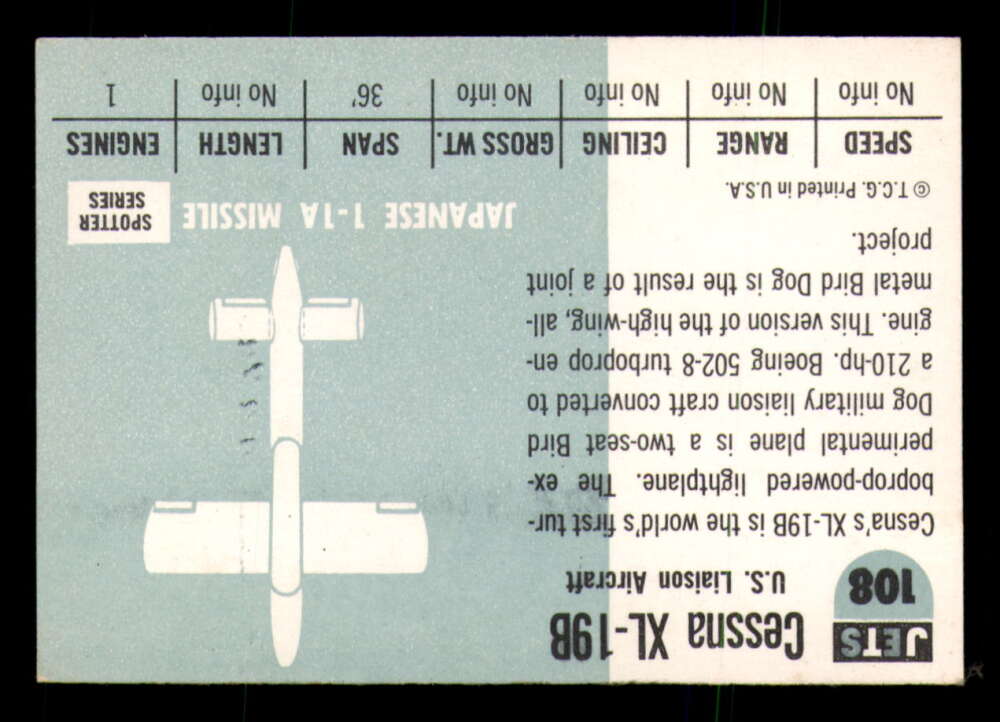 JETS
108
Cessna XL-19B
U.S. Liaison Aircraft
Cesna's XL-19B is the world's first tur-
boprop-powered lightplane. The ex-
perimental plane is a two-seat Bird
Dog military liaison craft converted to
a 210-hp. Boeing 502-8 turboprop en-
gine. This version of the high-wing, all-
metal Bird Dog is the result of a joint
project.
© T.C.G. Printed in U.S.A.
JAPANESE 1-1A MISSILE
SPOTTER
SERIES
SPEED RANGE CEILING GROSS WT. SPAN LENGTH ENGINES
No info No info No info No info 36' No info 1